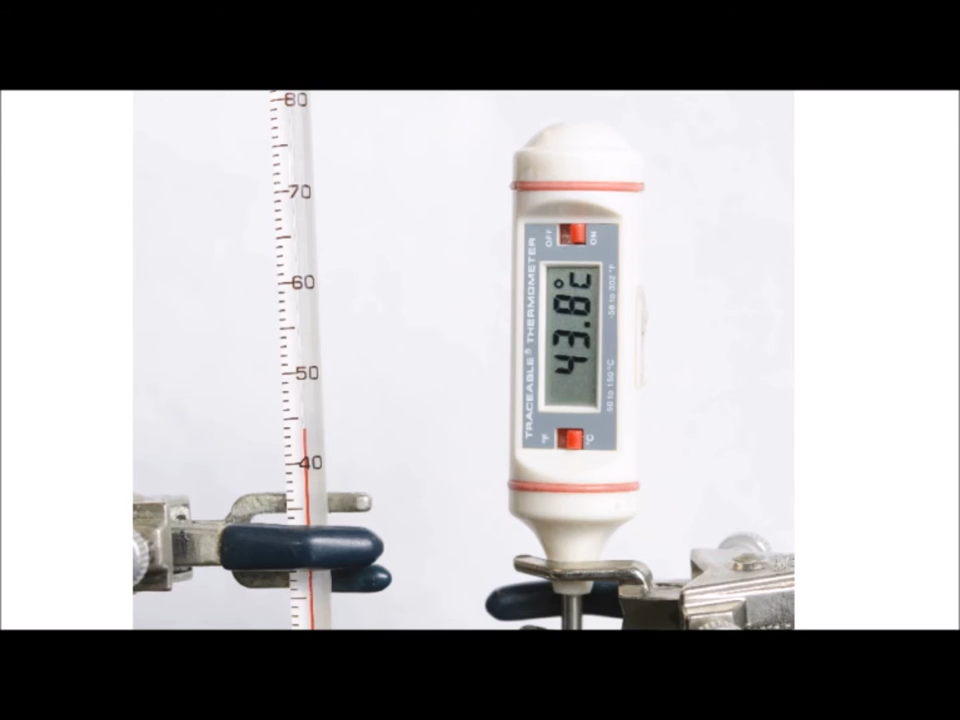 80
70
60
50
40
OFF
ON
TRACEABLE® THERMOMETER
43.8°C
-58 to 302 °F
50 to 150 °C
°F
°C